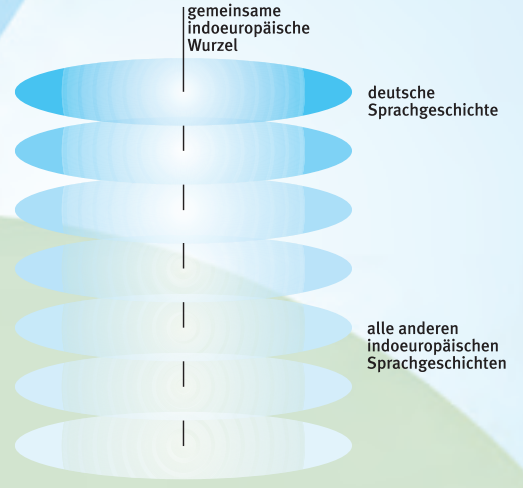 gemeinsame
indoeuropäische
Wurzel
deutsche
Sprachgeschichte
alle anderen
indoeuropäischen
Sprachgeschichten